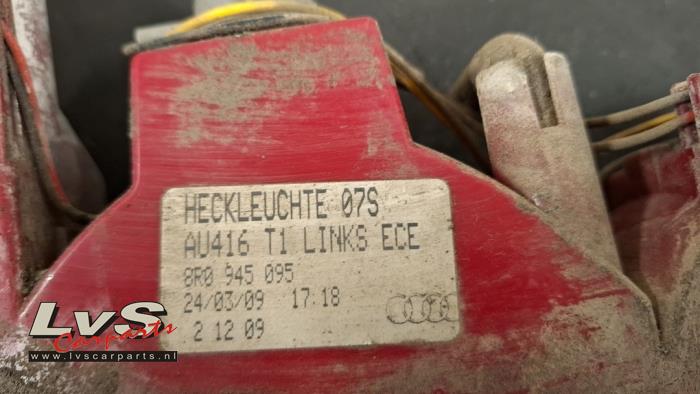 HECKLEUCHTE 07S
AU416 T1 LINKS ECE
8R0 945 095
24/03/09 17:18
2 12 09
LvS
Carparts
www.lvscarparts.nl